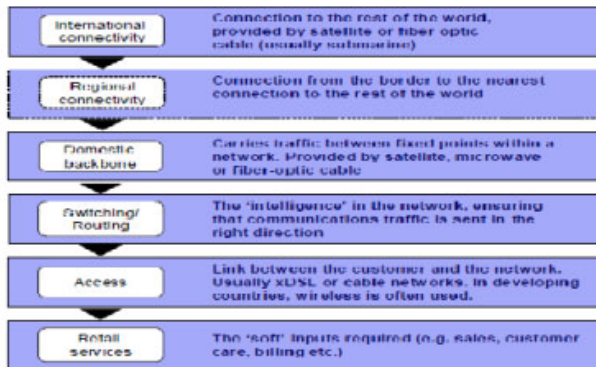 International
connectivity
Connection to the rest of the world,
provided by satellite or fiber optic
cable (usually submarine)
Regional
connectivity
Connection from the border to the nearest
connection to the rest of the world
Domestic
backbone
Carries traffic between fixed points within a
network. Provided by satellite, microwave
or fiber-optic cable
Switching/
Routing
The 'intelligence' in the network, ensuring
that communications traffic is sent in the
right direction
Access
Link between the customer and the network.
Usually xDSL or cable networks. In developing
countries, wireless is often used.
Retail
services
The 'soft' inputs required (e.g. sales, customer
care, billing etc.)